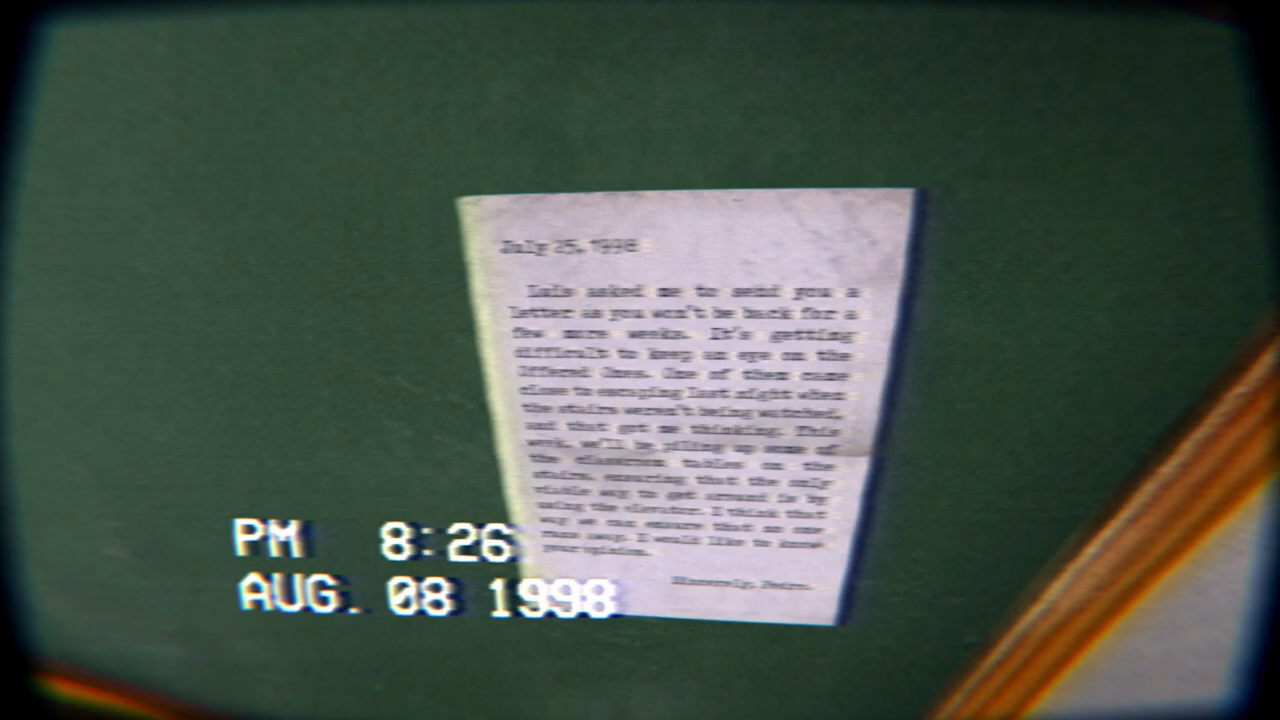 July 25, 1998
asked me to send you a
letter as you won't be back for a
few more weeks. It's getting
difficult to keep an eye on the
Offered Ones. One of them came
close to escaping last night when
the stairs weren't being watched,
and that got me thinking. This
week, we'll be piling up some of
the classroom tables on the
stairs, ensuring that the only
viable way to get around is by
using the elevator. I think that
way we can ensure that no one
runs away. I would like to know
your opinion.
Sincerely,
PM 8:26
AUG. 08 1998